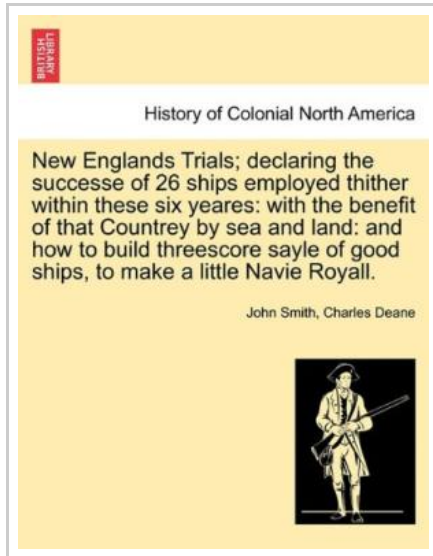 BRITISH
LIBRARY
History of Colonial North America
New Englands Trials; declaring the
successe of 26 ships employed thither
within these six yeares: with the benefit
of that Countrey by sea and land: and
how to build threescore sayle of good
ships, to make a little Navie Royall.
John Smith, Charles Deane